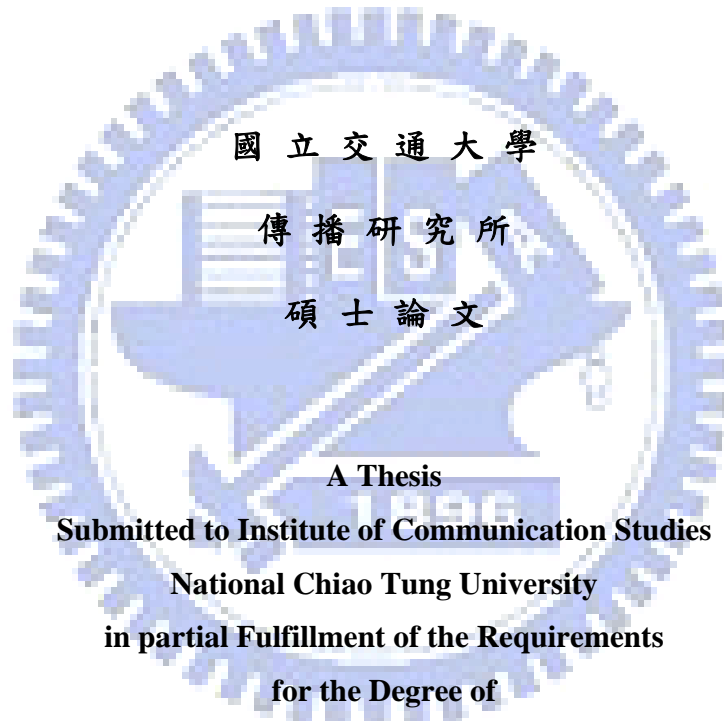 國 立 交 通 大 學
傳 播 研 究 所
碩 士 論 文
A Thesis
Submitted to Institute of Communication Studies
National Chiao Tung University
in partial Fulfillment of the Requirements
for the Degree of
1896